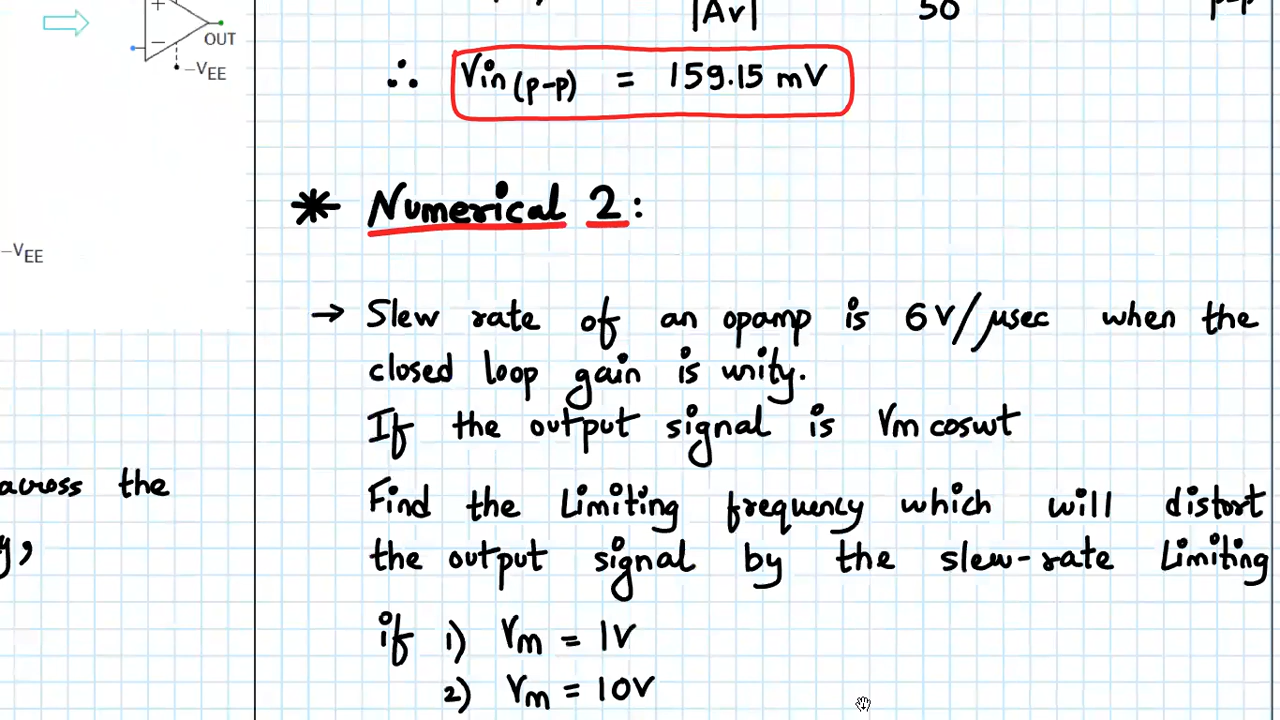 |Av| 50 p-p
+
−
OUT
−VEE
∴ Vin(p-p) = 159.15 mV
* Numerical 2:
−VEE
→ Slew rate of an opamp is 6V/μsec when the
closed loop gain is unity.
If the output signal is Vm coswt
across the
Find the Limiting frequency which will distort
the output signal by the slew-rate Limiting
if 1) Vm = 1V
2) Vm = 10V